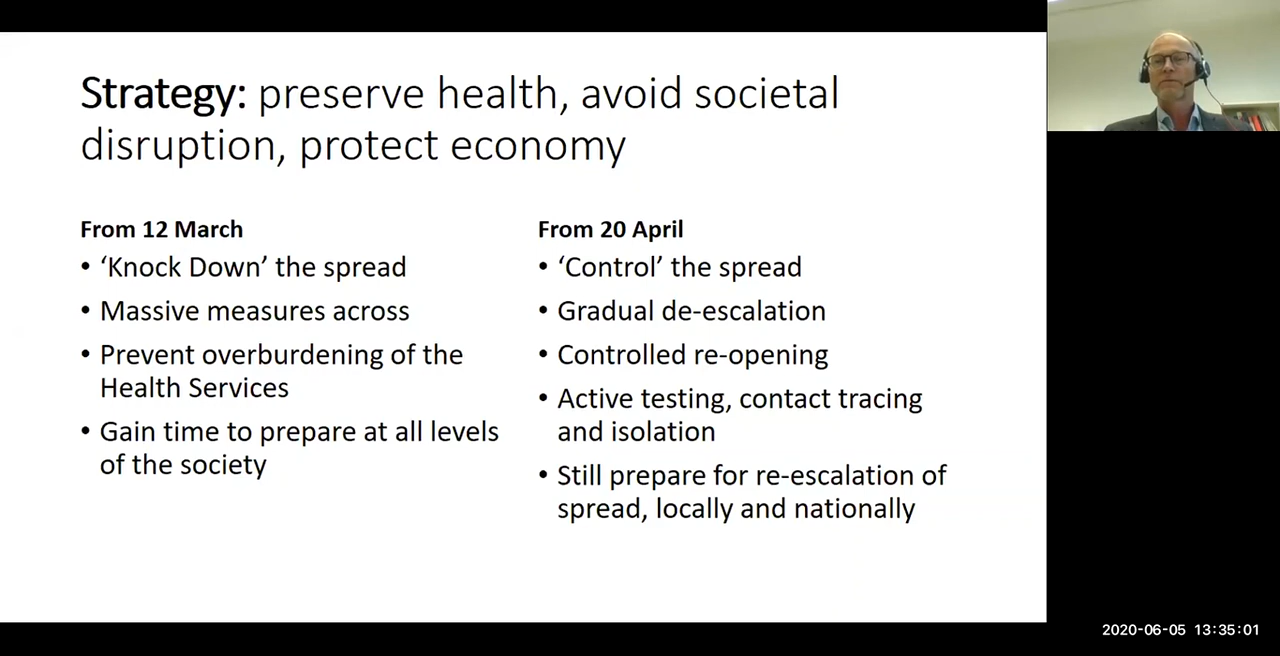 Strategy: preserve health, avoid societal
disruption, protect economy
From 12 March
• ‘Knock Down’ the spread
• Massive measures across
• Prevent overburdening of the
Health Services
• Gain time to prepare at all levels
of the society
From 20 April
• ‘Control’ the spread
• Gradual de-escalation
• Controlled re-opening
• Active testing, contact tracing
and isolation
• Still prepare for re-escalation of
spread, locally and nationally
2020-06-05 13:35:01